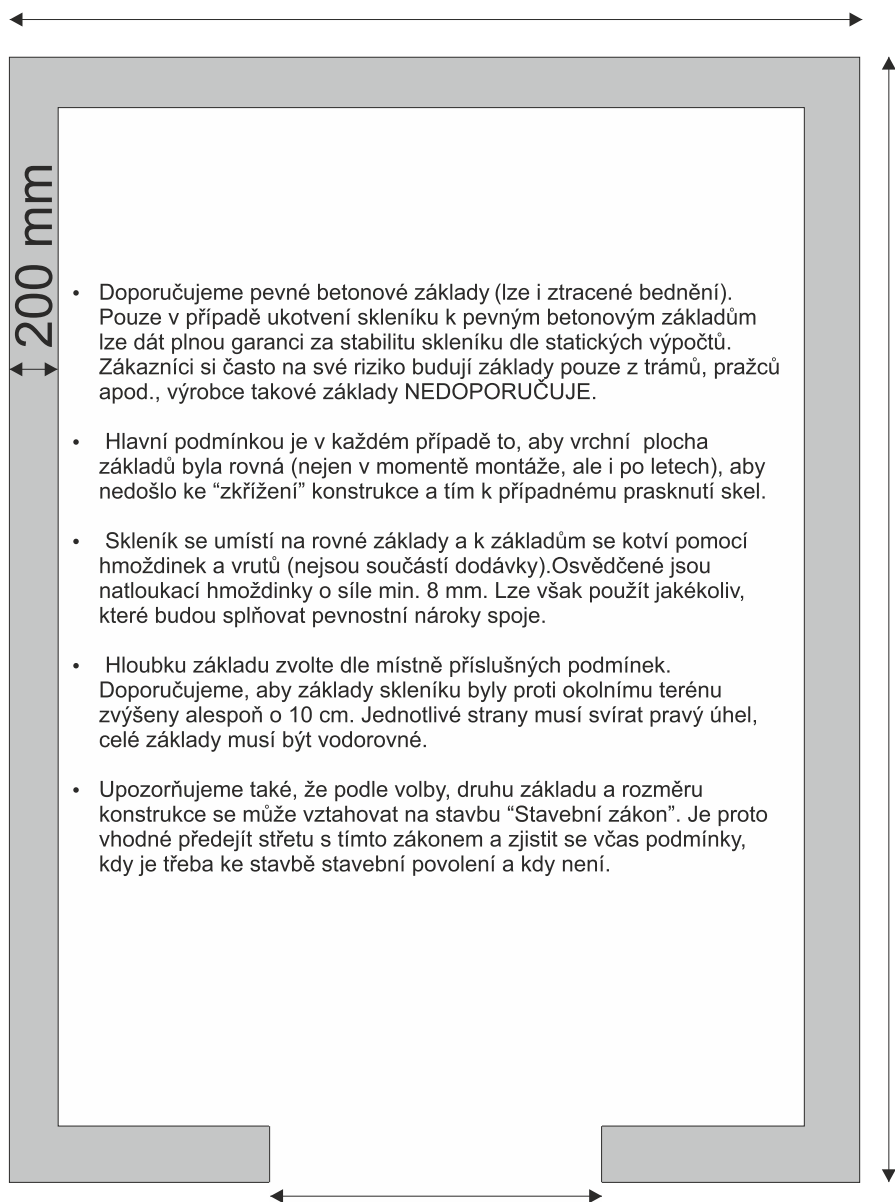 200 mm
• Doporučujeme pevné betonové základy (lze i ztracené bednění).
Pouze v případě ukotvení skleníku k pevným betonovým základům
lze dát plnou garanci za stabilitu skleníku dle statických výpočtů.
Zákazníci si často na své riziko budují základy pouze z trámů, pražců
apod., výrobce takové základy NEDOPORUČUJE.
• Hlavní podmínkou je v každém případě to, aby vrchní plocha
základů byla rovná (nejen v momentě montáže, ale i po letech), aby
nedošlo ke “zkřížení” konstrukce a tím k případnému prasknutí skel.
• Skleník se umístí na rovné základy a k základům se kotví pomocí
hmoždinek a vrutů (nejsou součástí dodávky).Osvědčené jsou
natloukací hmoždinky o síle min. 8 mm. Lze však použít jakékoliv,
které budou splňovat pevnostní nároky spoje.
• Hloubku základu zvolte dle místně příslušných podmínek.
Doporučujeme, aby základy skleníku byly proti okolnímu terénu
zvýšeny alespoň o 10 cm. Jednotlivé strany musí svírat pravý úhel,
celé základy musí být vodorovné.
• Upozorňujeme také, že podle volby, druhu základu a rozměru
konstrukce se může vztahovat na stavbu “Stavební zákon”. Je proto
vhodné předejít střetu s tímto zákonem a zjistit se včas podmínky,
kdy je třeba ke stavbě stavební povolení a kdy není.